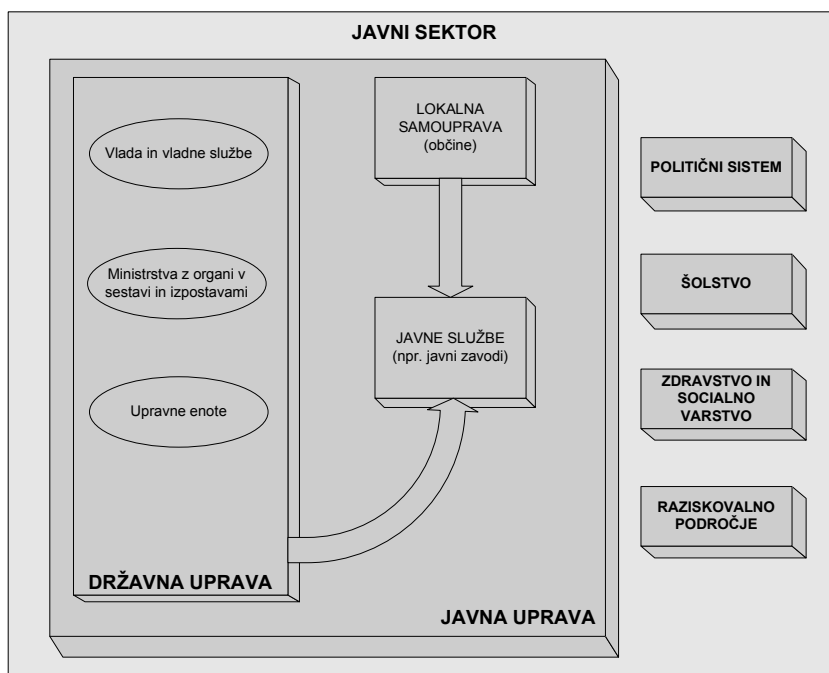 JAVNI SEKTOR
Vlada in vladne službe
Ministrstva z organi v
sestavi in izpostavami
Upravne enote
DRŽAVNA UPRAVA
LOKALNA
SAMOUPRAVA
(občine)
JAVNE SLUŽBE
(npr. javni zavodi)
JAVNA UPRAVA
POLITIČNI SISTEM
ŠOLSTVO
ZDRAVSTVO IN
SOCIALNO
VARSTVO
RAZISKOVALNO
PODROČJE